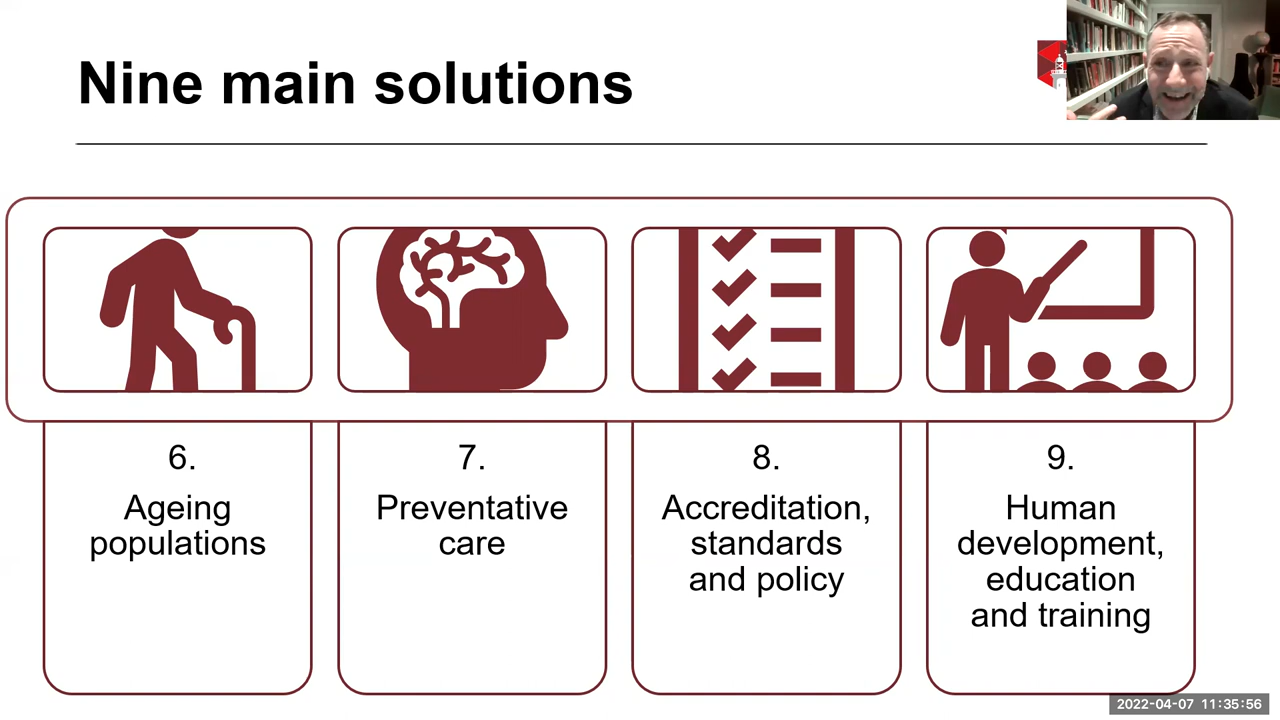 Nine main solutions
6.
Ageing
populations
7.
Preventative
care
8.
Accreditation,
standards
and policy
9.
Human
development,
education
and training
2022-04-07 11:35:56